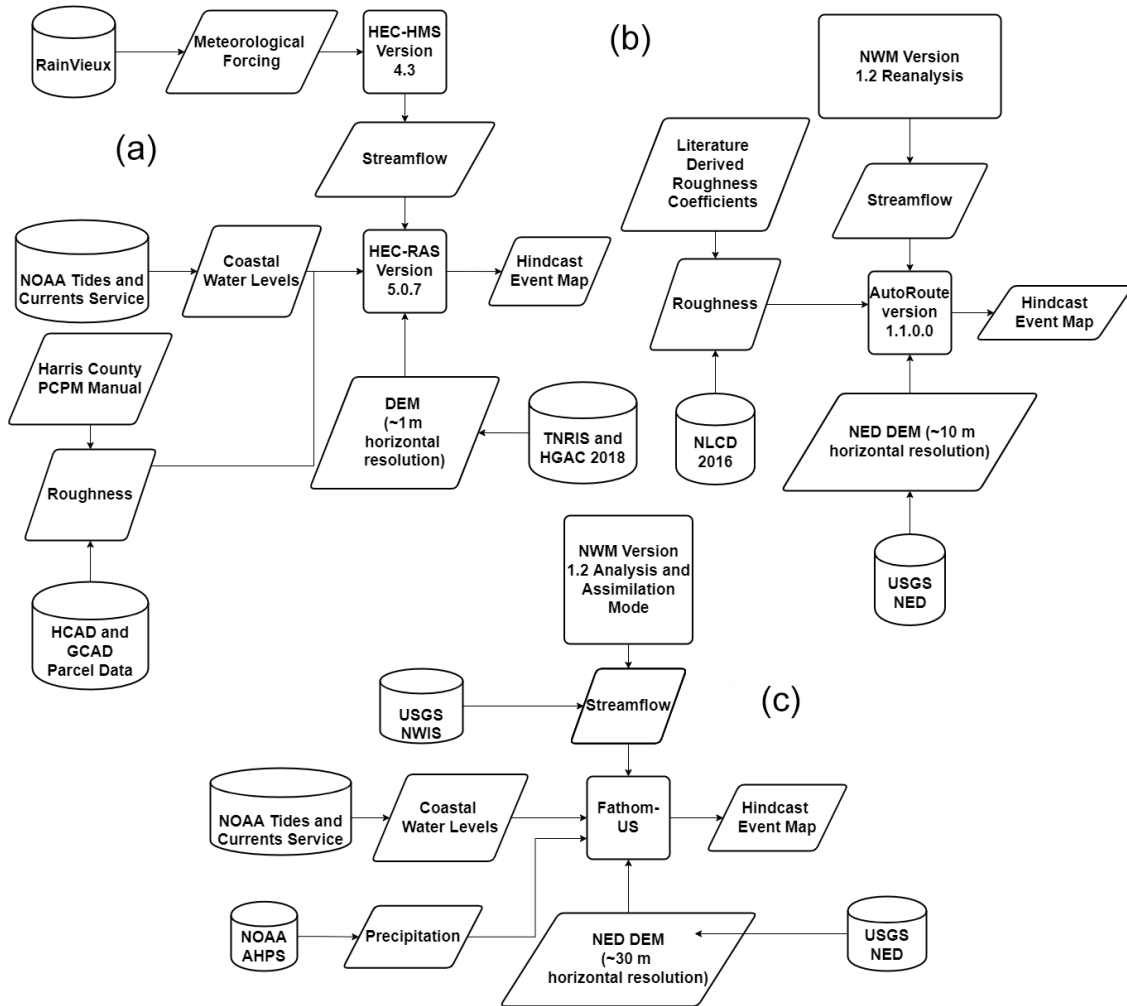 (a)
RainVieux
Meteorological
Forcing
HEC-HMS
Version
4.3
Streamflow
NOAA Tides and
Currents Service
Coastal
Water Levels
HEC-RAS
Version
5.0.7
Hindcast
Event Map
Harris County
PCPM Manual
Roughness
HCAD and
GCAD
Parcel Data
DEM
(~1 m
horizontal
resolution)
TNRIS and
HGAC 2018
(b)
NWM Version
1.2 Reanalysis
Literature
Derived
Roughness
Coefficients
Streamflow
Roughness
AutoRoute
version
1.1.0.0
Hindcast
Event Map
NLCD
2016
NED DEM (~10 m
horizontal resolution)
USGS
NED
(c)
NWM Version
1.2 Analysis and
Assimilation
Mode
USGS
NWIS
Streamflow
NOAA Tides and
Currents Service
Coastal
Water Levels
Fathom-
US
Hindcast
Event Map
NOAA
AHPS
Precipitation
NED DEM
(~30 m
horizontal resolution)
USGS
NED